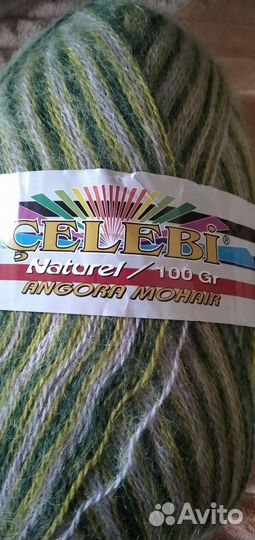 ÇELEBİ®
Naturel / 100 Gr
ANGORA MOHAIR
Avito